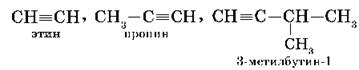 CH≡CH, CH₃—C≡CH, CH≡C—CH—CH₃
CH₃
этин пропин 3-метилбутин-1